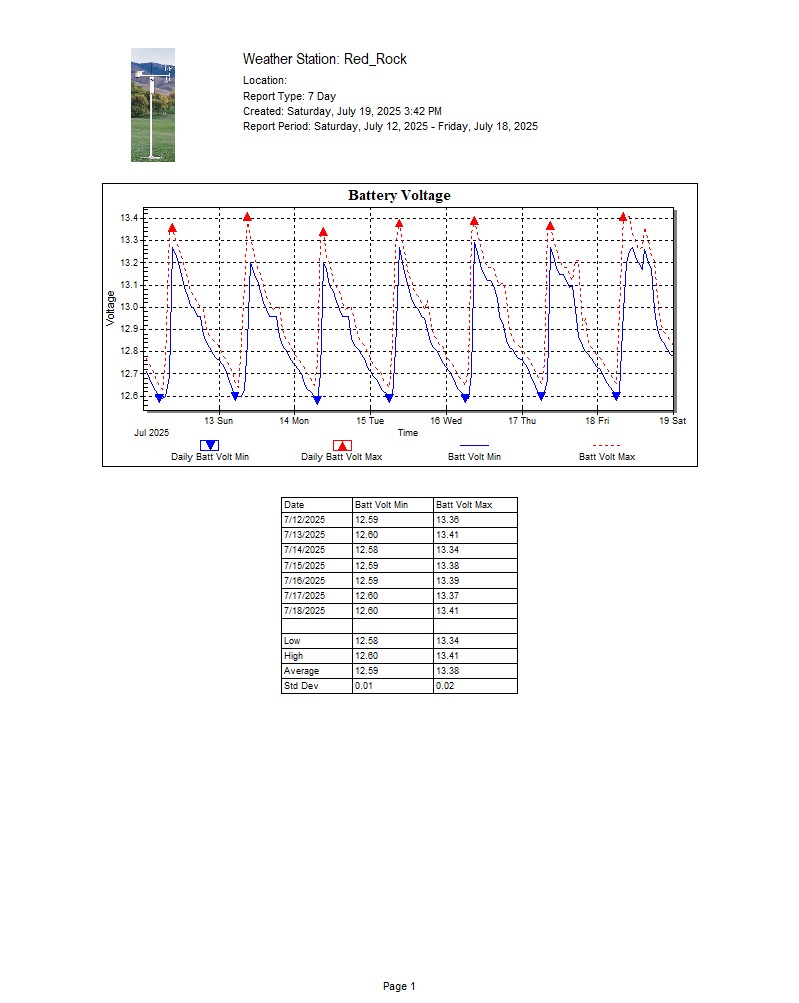 Weather Station: Red_Rock
Location:
Report Type: 7 Day
Created: Saturday, July 19, 2025 3:42 PM
Report Period: Saturday, July 12, 2025 - Friday, July 18, 2025
Battery Voltage
13.4
13.3
13.2
13.1
13.0
12.9
12.8
12.7
12.6
Voltage
13 Sun 14 Mon 15 Tue 16 Wed 17 Thu 18 Fri 19 Sat
Jul 2025
Time
Daily Batt Volt Min Daily Batt Volt Max Batt Volt Min Batt Volt Max
Date Batt Volt Min Batt Volt Max
7/12/2025 12.59 13.36
7/13/2025 12.60 13.41
7/14/2025 12.58 13.34
7/15/2025 12.59 13.38
7/16/2025 12.59 13.39
7/17/2025 12.60 13.37
7/18/2025 12.60 13.41
Low 12.58 13.34
High 12.60 13.41
Average 12.59 13.38
Std Dev 0.01 0.02
Page 1